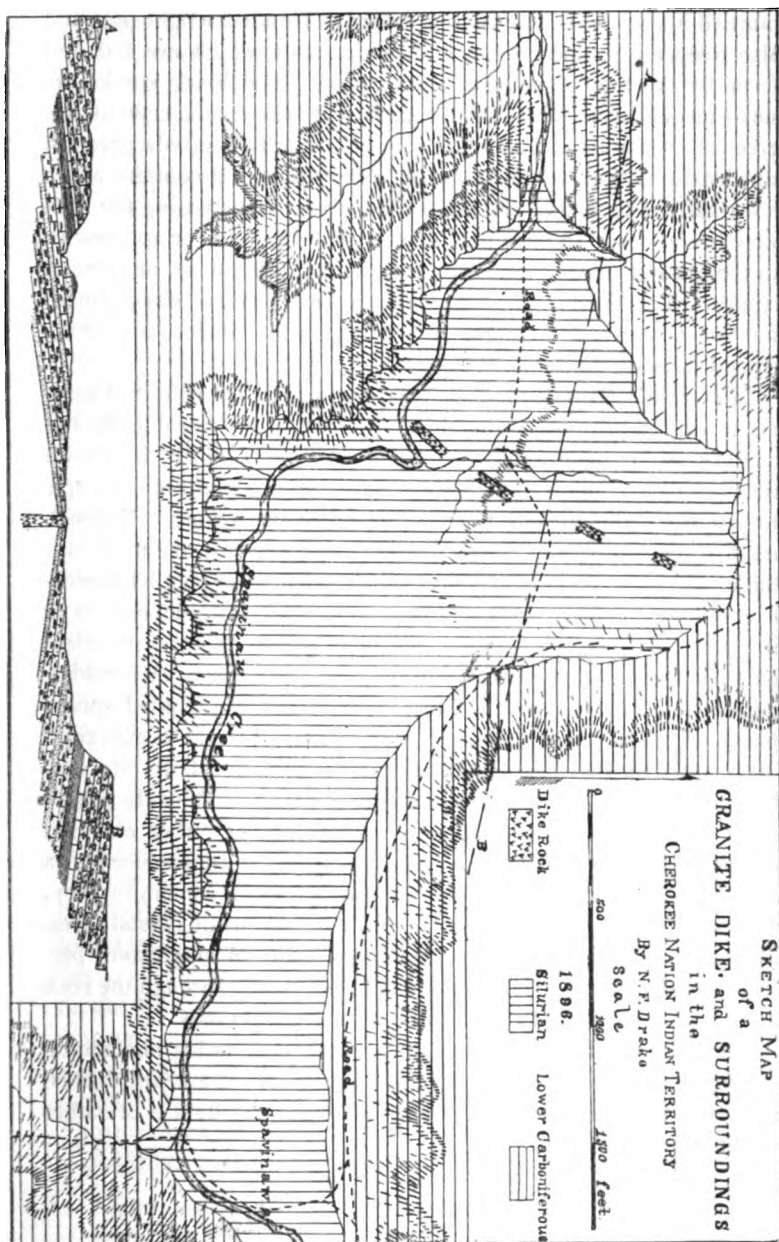 SKETCH MAP
of a
GRANITE DIKE and SURROUNDINGS
in the
CHEROKEE NATION INDIAN TERRITORY
By N. F. Drake
Scale
0 500 1000 1500 feet
1896.
Dike Rock Silurian Lower Carboniferous
A
Road
B
Spavinaw Creek
Road
Spavinaw
A
B